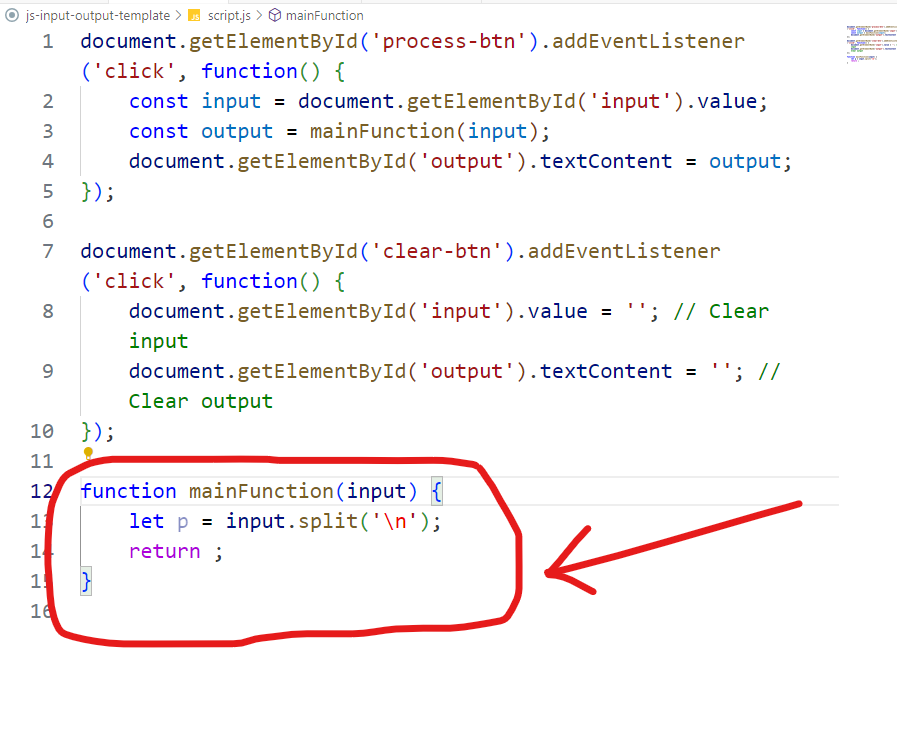 js-input-output-template > JS script.js > mainFunction
1 document.getElementById('process-btn').addEventListener
('click', function() {
2 const input = document.getElementById('input').value;
3 const output = mainFunction(input);
4 document.getElementById('output').textContent = output;
5 });
6
7 document.getElementById('clear-btn').addEventListener
('click', function() {
8 document.getElementById('input').value = ''; // Clear
input
9 document.getElementById('output').textContent = ''; //
Clear output
10 });
11
12 function mainFunction(input) {
13 let p = input.split('\n');
14 return ;
15 }
16